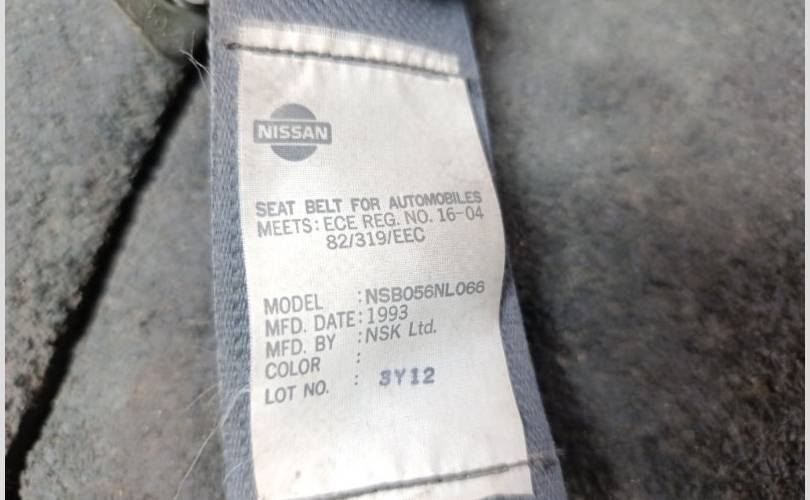 NISSAN
SEAT BELT FOR AUTOMOBILES
MEETS: ECE REG. NO. 16-04
82/319/EEC
MODEL : NSB056NL066
MFD. DATE : 1993
MFD. BY : NSK Ltd.
COLOR :
LOT NO. : 3Y12